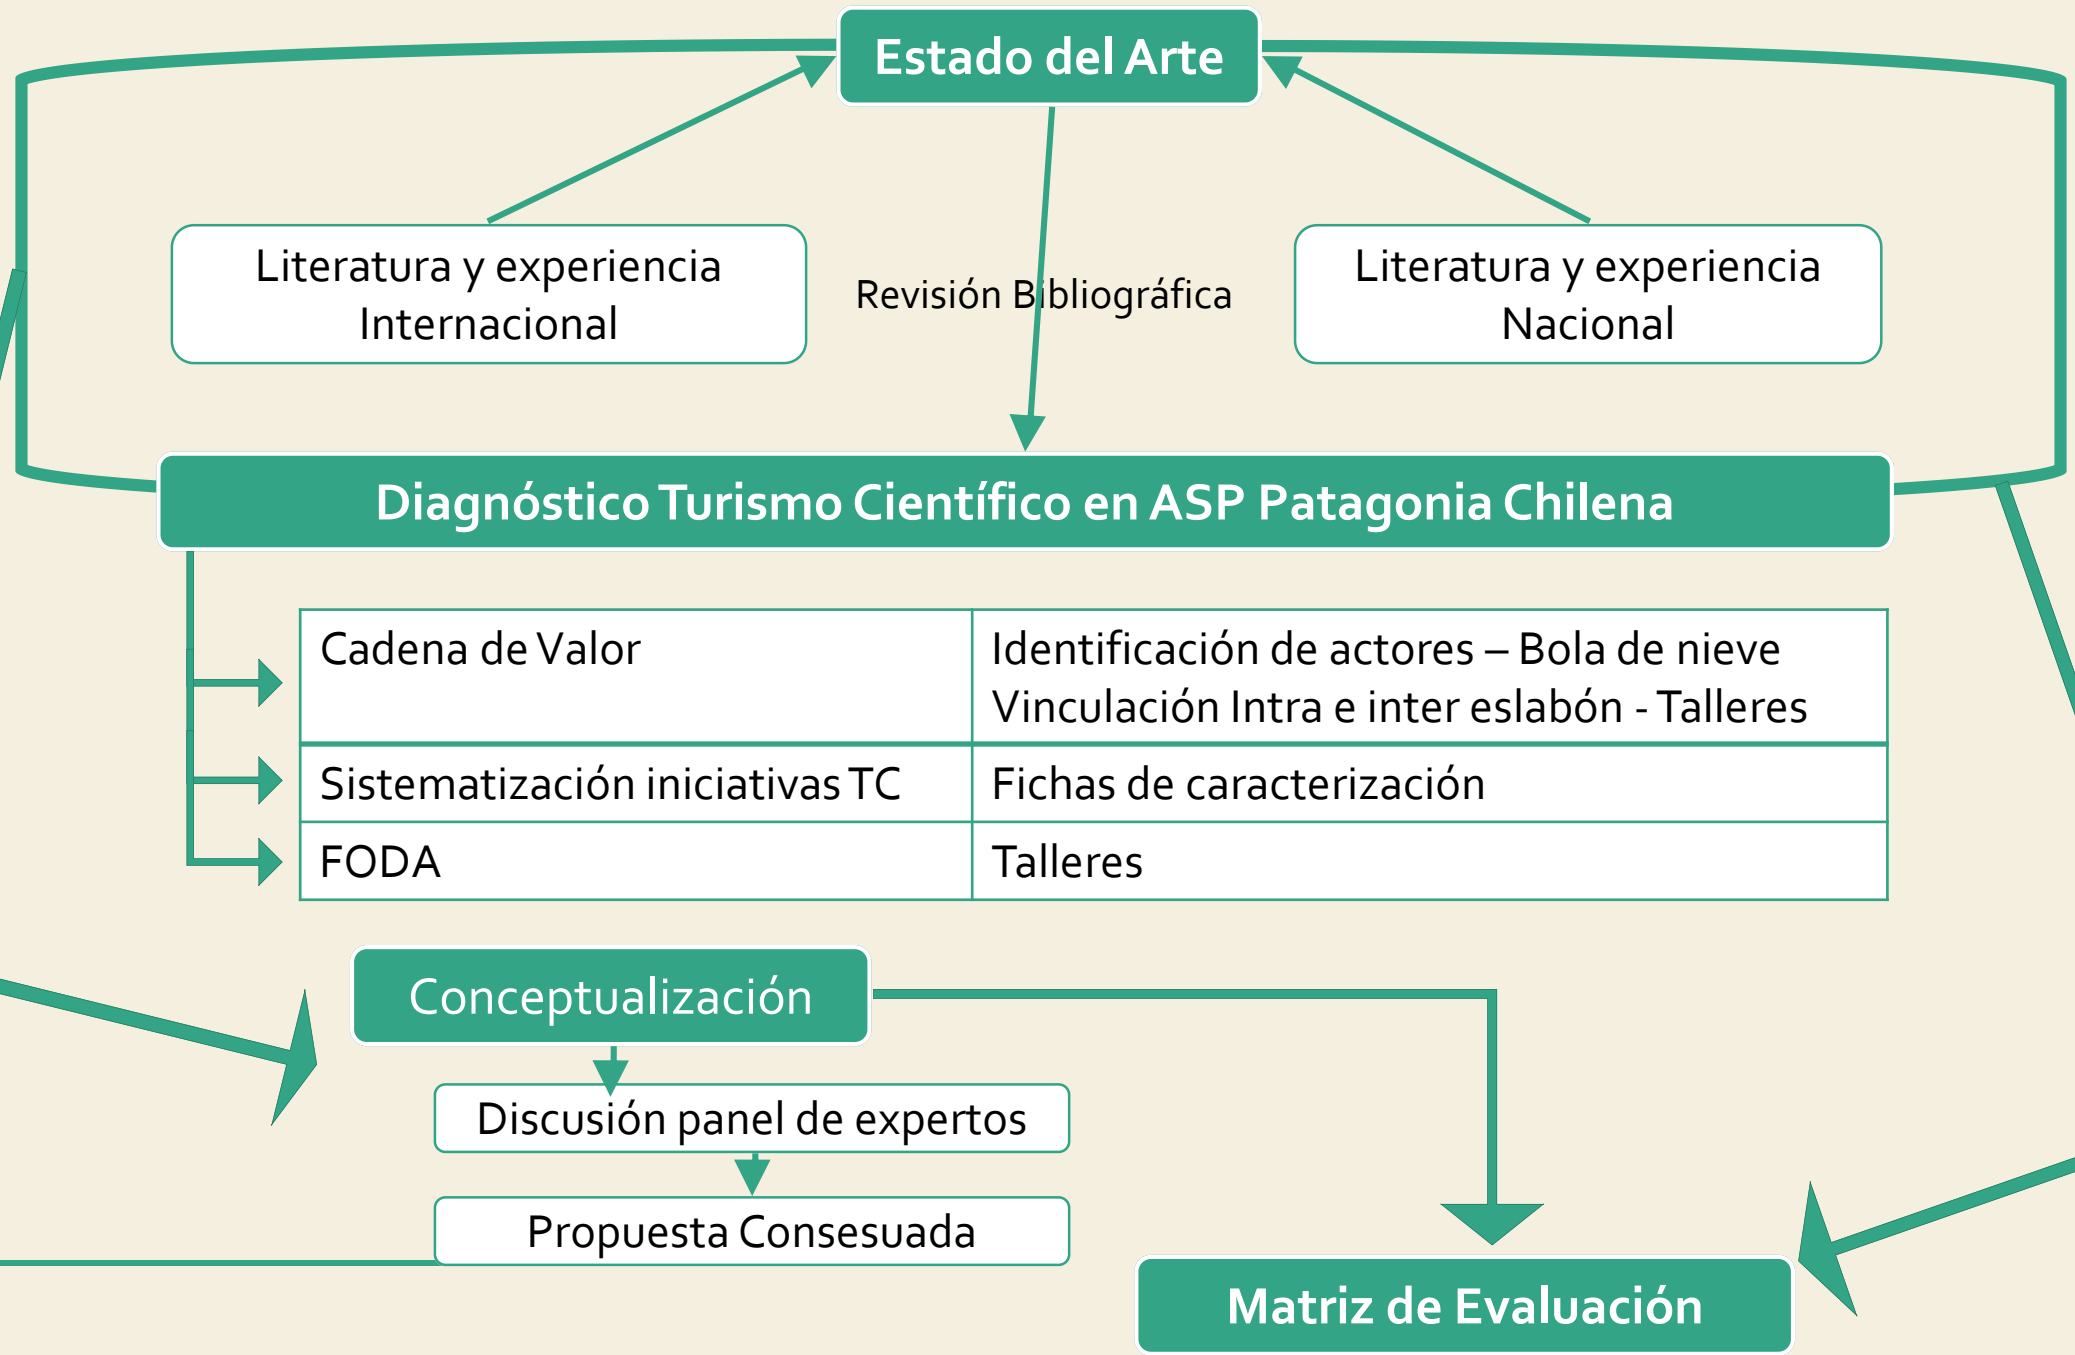 Estado del Arte
Literatura y experiencia
Internacional
Revisión Bibliográfica
Literatura y experiencia
Nacional
Diagnóstico Turismo Científico en ASP Patagonia Chilena
Cadena de Valor
Identificación de actores – Bola de nieve
Vinculación Intra e inter eslabón - Talleres
Sistematización iniciativas TC
Fichas de caracterización
FODA
Talleres
Conceptualización
Discusión panel de expertos
Propuesta Consesuada
Matriz de Evaluación